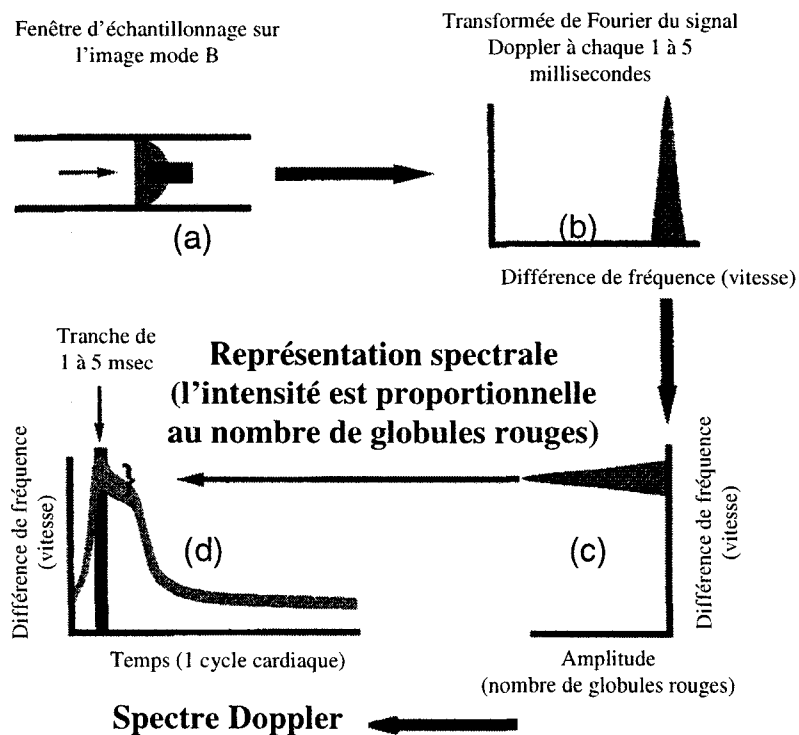 Fenêtre d'échantillonnage sur
l'image mode B
(a)
Transformée de Fourier du signal
Doppler à chaque 1 à 5
millisecondes
(b)
Différence de fréquence (vitesse)
Tranche de
1 à 5 msec
Représentation spectrale
(l'intensité est proportionnelle
au nombre de globules rouges)
Différence de fréquence
(vitesse)
}
(d)
Temps (1 cycle cardiaque)
(c)
Différence de fréquence
(vitesse)
Amplitude
(nombre de globules rouges)
Spectre Doppler